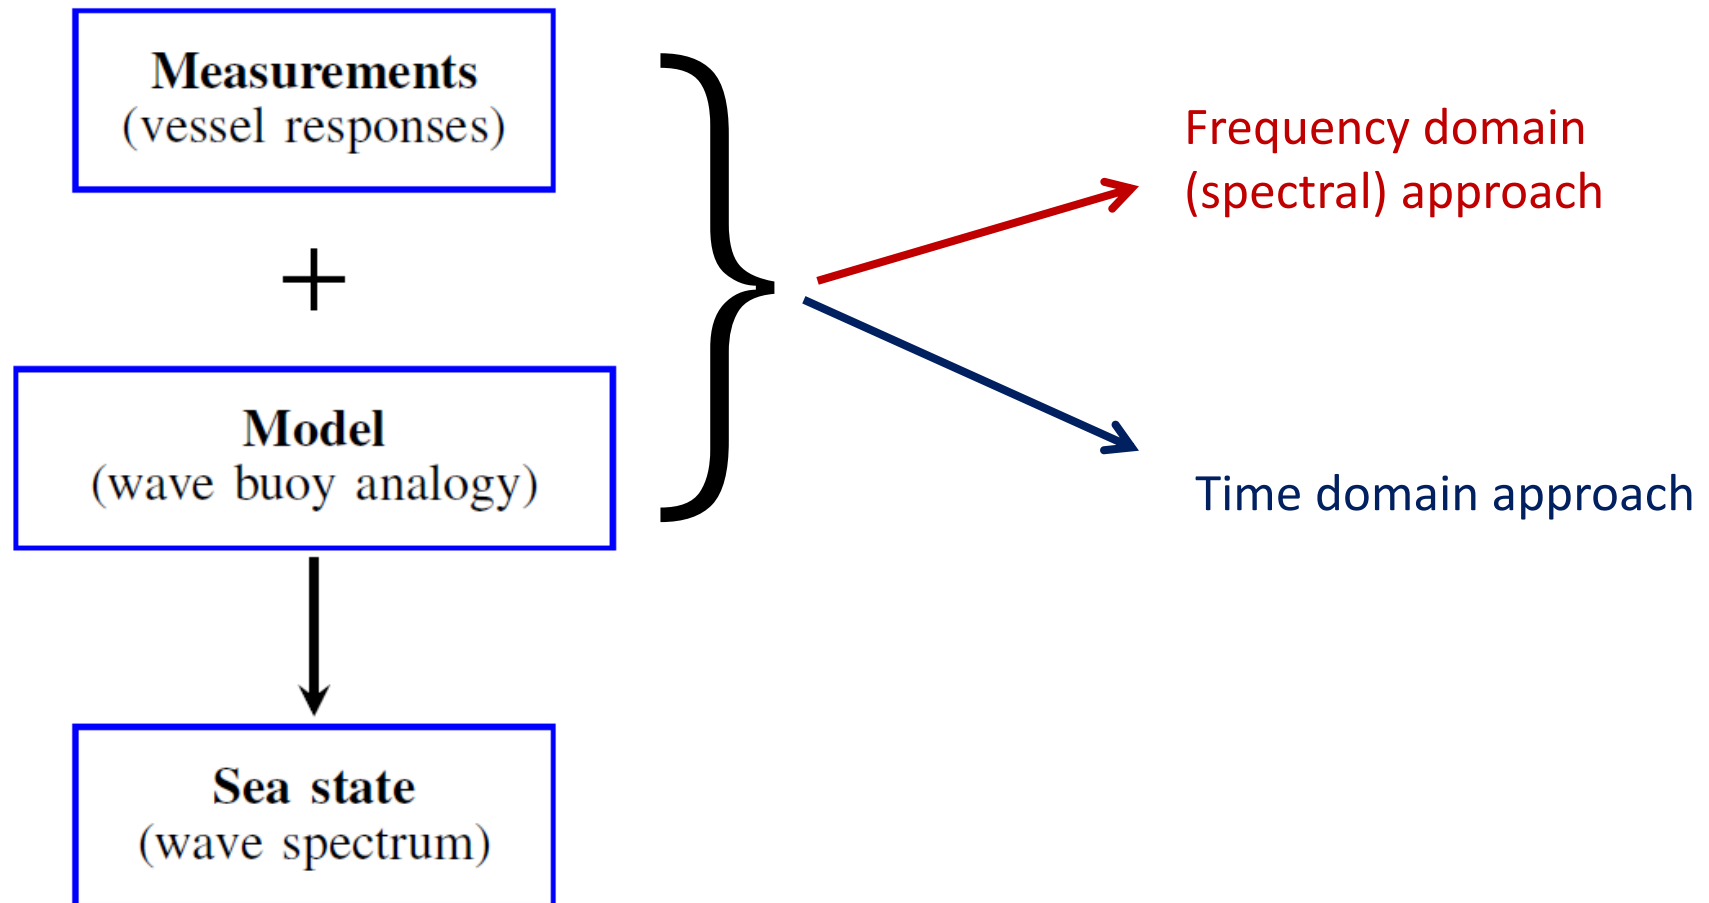 Measurements
(vessel responses)
+
Model
(wave buoy analogy)
Sea state
(wave spectrum)
Frequency domain
(spectral) approach
Time domain approach